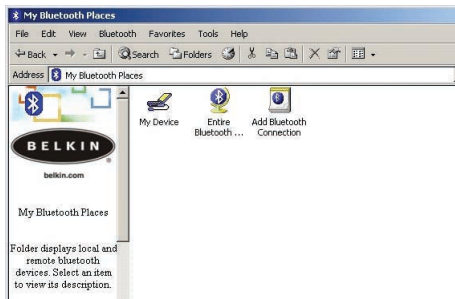 My Bluetooth Places
File Edit View Bluetooth Favorites Tools Help
Back Search Folders
Address My Bluetooth Places
BELKIN
belkin.com
My Bluetooth Places
Folder displays local and
remote bluetooth
devices. Select an item
to view its description.
My Device
Entire
Bluetooth ...
Add Bluetooth
Connection